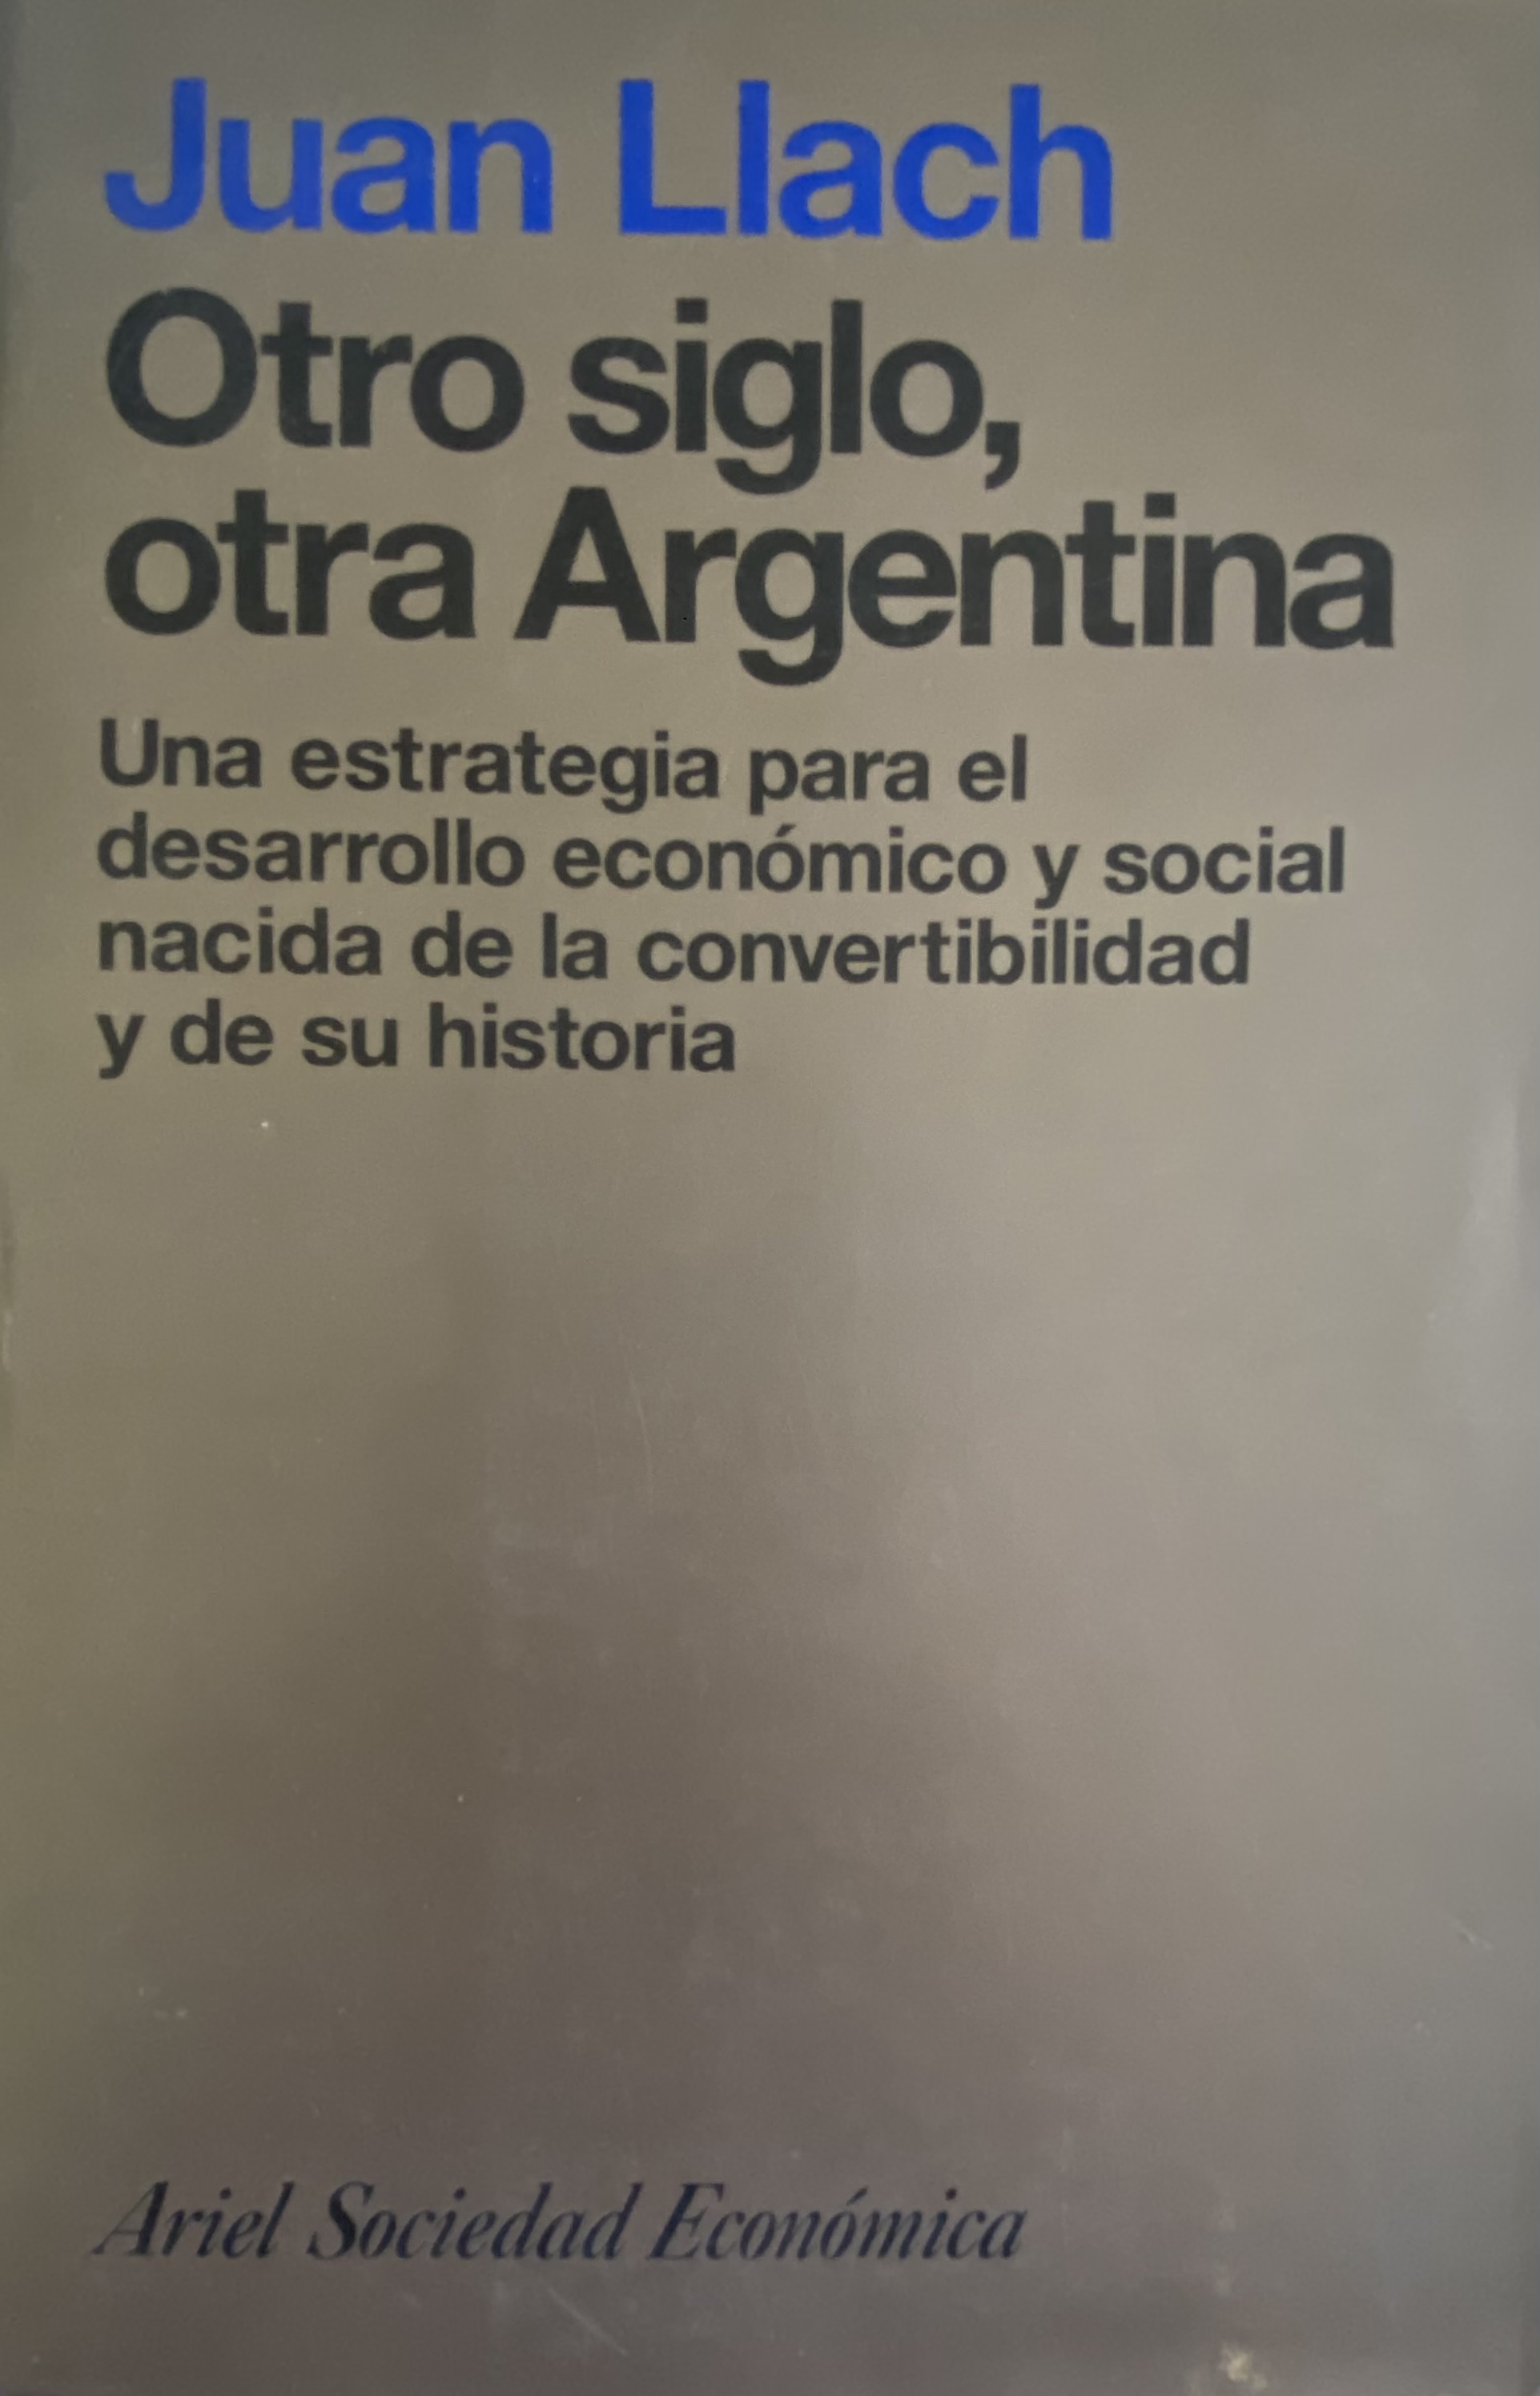 Juan Llach
Otro siglo,
otra Argentina
Una estrategia para el
desarrollo económico y social
nacida de la convertibilidad
y de su historia
Ariel Sociedad Económica